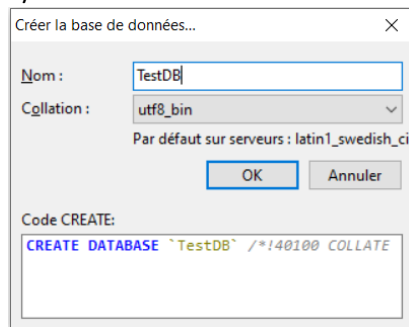 Créer la base de données...
Nom :
TestDB
Collation :
utf8_bin
Par défaut sur serveurs : latin1_swedish_ci
OK
Annuler
Code CREATE:
CREATE DATABASE `TestDB` /*!40100 COLLATE